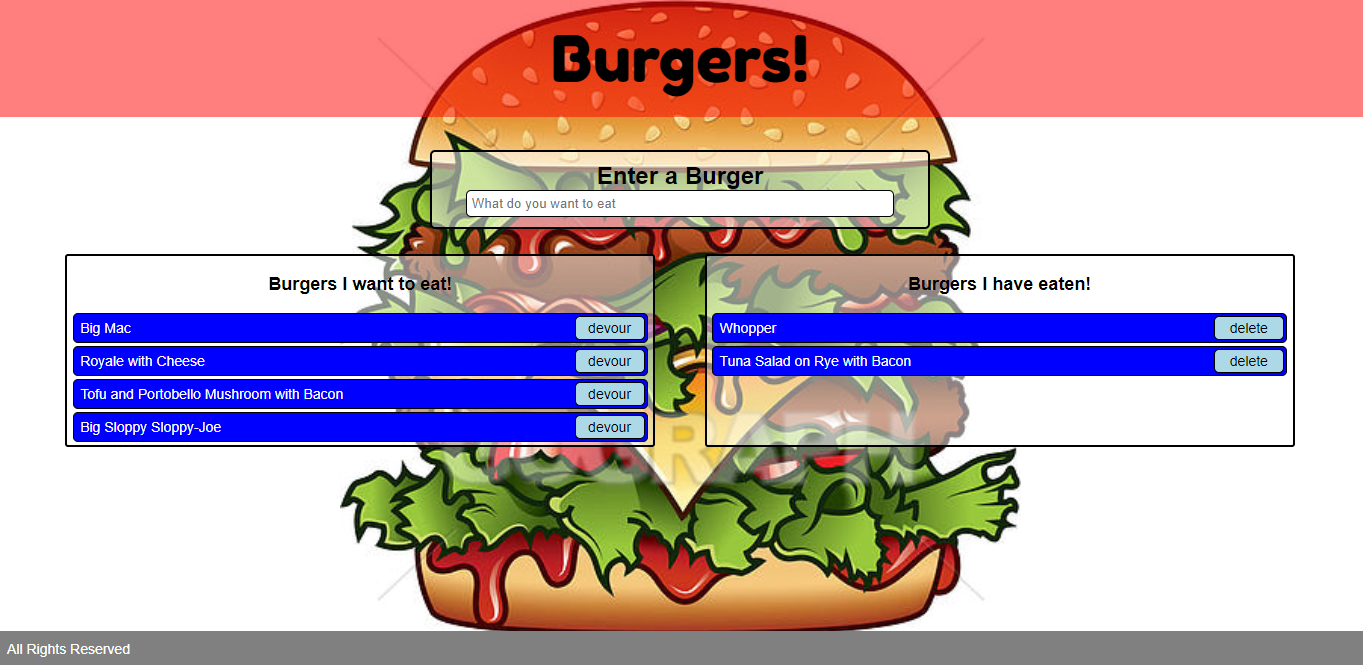 Burgers!
Enter a Burger
What do you want to eat
Burgers I want to eat!
Big Mac devour
Royale with Cheese devour
Tofu and Portobello Mushroom with Bacon devour
Big Sloppy Sloppy-Joe devour
Burgers I have eaten!
Whopper delete
Tuna Salad on Rye with Bacon delete
All Rights Reserved